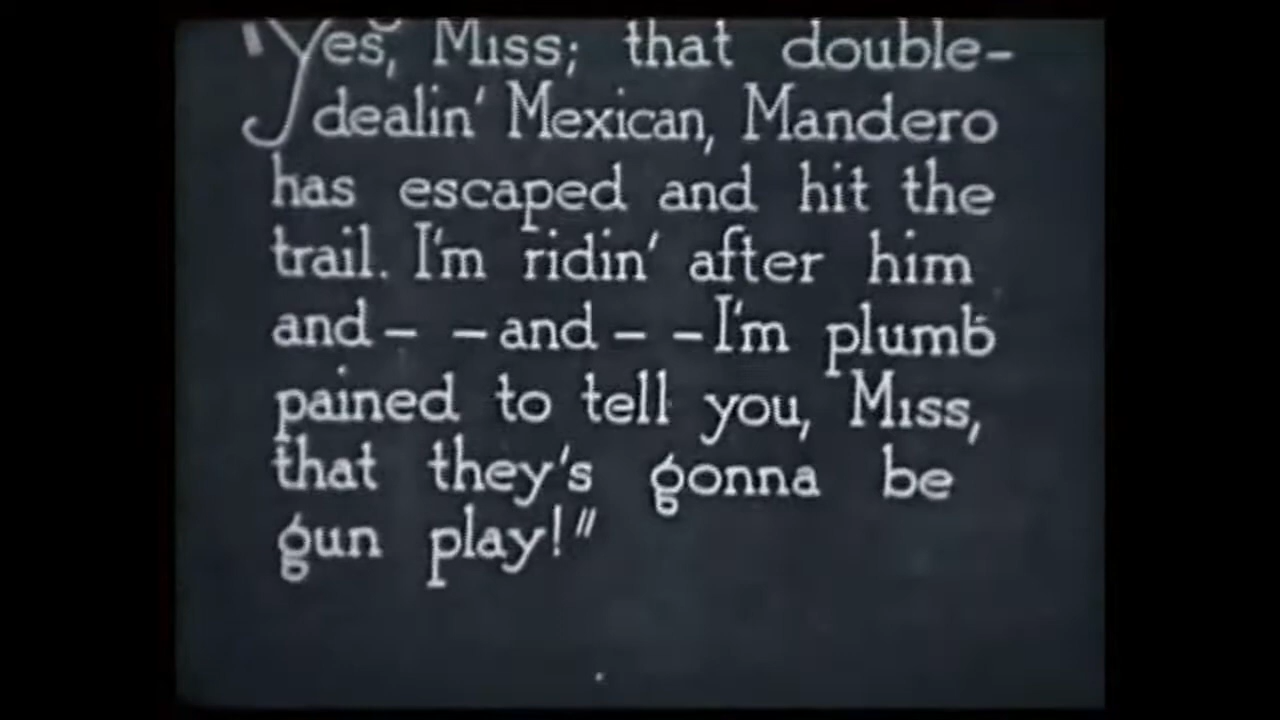 "Yes, Miss; that double-
dealin' Mexican, Mandero
has escaped and hit the
trail. I'm ridin' after him
and- -and- -I'm plumb
pained to tell you, Miss,
that they's gonna be
gun play!"